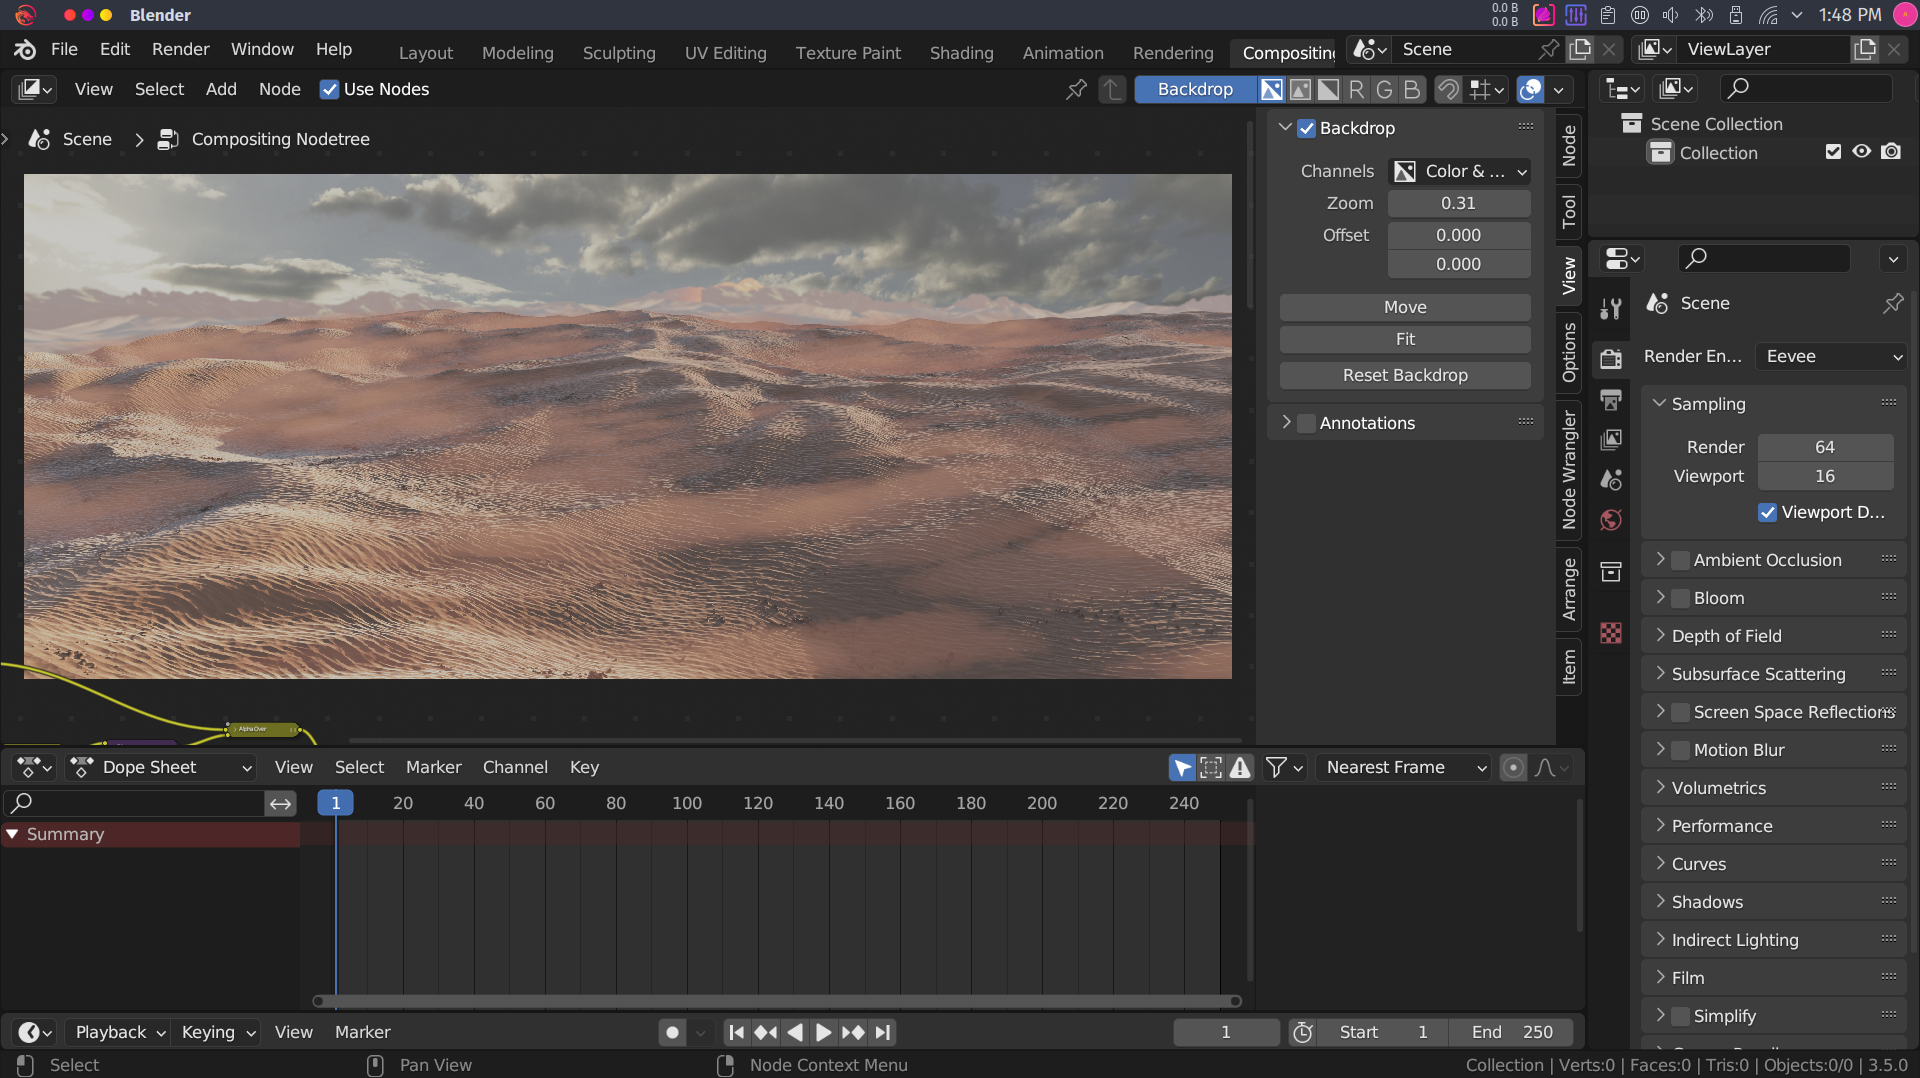 Blender
0.0 B
0.0 B
1:48 PM
File Edit Render Window Help
Layout Modeling Sculpting UV Editing Texture Paint Shading Animation Rendering Compositing
Scene
ViewLayer
View Select Add Node Use Nodes
Backdrop R G B
Scene > Compositing Nodetree
Backdrop
Channels Color & ...
Zoom 0.31
Offset 0.000
0.000
Move
Fit
Reset Backdrop
Annotations
Node
Tool
View
Options
Node Wrangler
Arrange
Item
Alpha Over
Scene Collection
Collection
Scene
Render En... Eevee
Sampling
Render 64
Viewport 16
Viewport D...
Ambient Occlusion
Bloom
Depth of Field
Subsurface Scattering
Screen Space Reflections
Motion Blur
Volumetrics
Performance
Curves
Shadows
Indirect Lighting
Film
Simplify
Dope Sheet View Select Marker Channel Key
Nearest Frame
1 20 40 60 80 100 120 140 160 180 200 220 240
Summary
Playback Keying View Marker
1 Start 1 End 250
Select Pan View Node Context Menu
Collection | Verts:0 | Faces:0 | Tris:0 | Objects:0/0 | 3.5.0